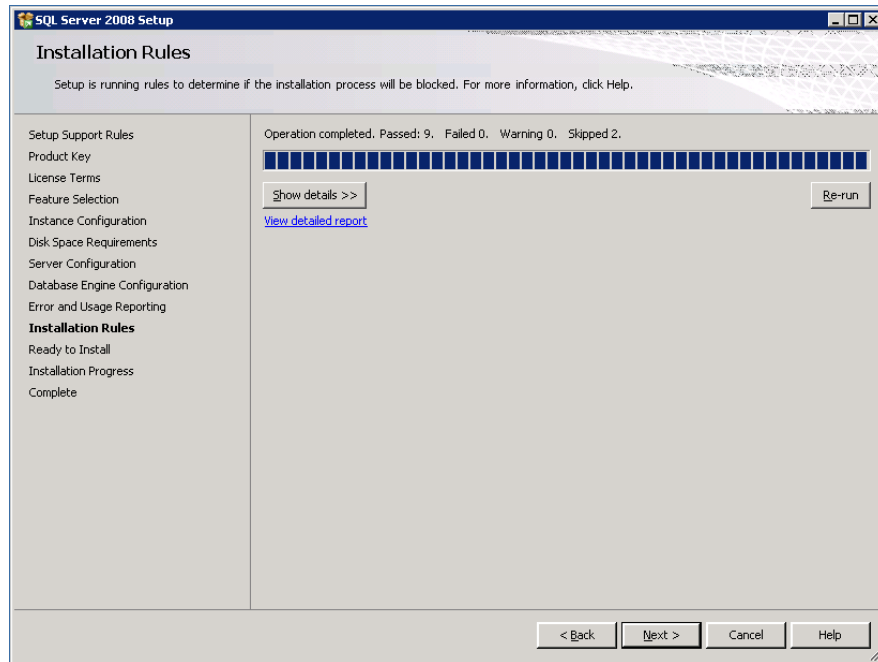 SQL Server 2008 Setup
Installation Rules
Setup is running rules to determine if the installation process will be blocked. For more information, click Help.
Setup Support Rules
Product Key
License Terms
Feature Selection
Instance Configuration
Disk Space Requirements
Server Configuration
Database Engine Configuration
Error and Usage Reporting
Installation Rules
Ready to Install
Installation Progress
Complete
Operation completed. Passed: 9. Failed 0. Warning 0. Skipped 2.
Show details >> Re-run
View detailed report
< Back Next > Cancel Help